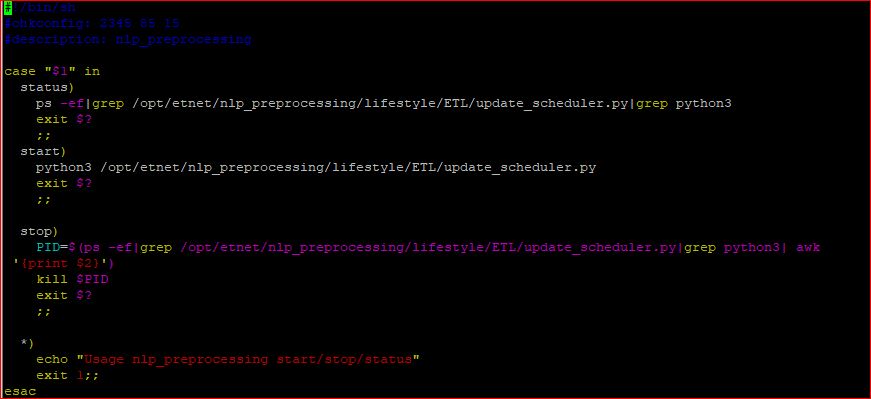 #!/bin/sh
#chkconfig: 2345 85 15
#description: nlp_preprocessing

case "$1" in
  status)
    ps -ef|grep /opt/etnet/nlp_preprocessing/lifestyle/ETL/update_scheduler.py|grep python3
    exit $?
    ;;
  start)
    python3 /opt/etnet/nlp_preprocessing/lifestyle/ETL/update_scheduler.py
    exit $?
    ;;

  stop)
    PID=$(ps -ef|grep /opt/etnet/nlp_preprocessing/lifestyle/ETL/update_scheduler.py|grep python3| awk
 '{print $2}')
    kill $PID
    exit $?
    ;;

  *)
    echo "Usage nlp_preprocessing start/stop/status"
    exit 1;;
esac